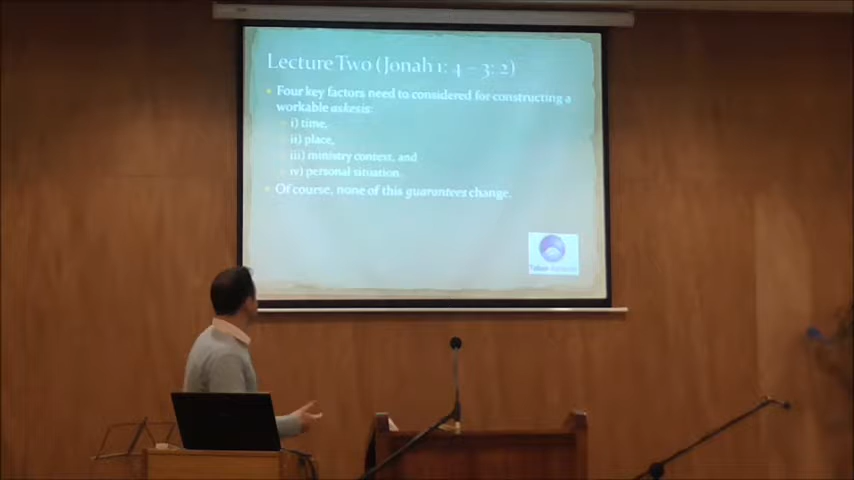 Lecture Two (Jonah 1: 4 – 3: 2)
Four key factors need to considered for constructing a
workable askesis:
i) time,
ii) place,
iii) ministry context, and
iv) personal situation.
Of course, none of this guarantees change.